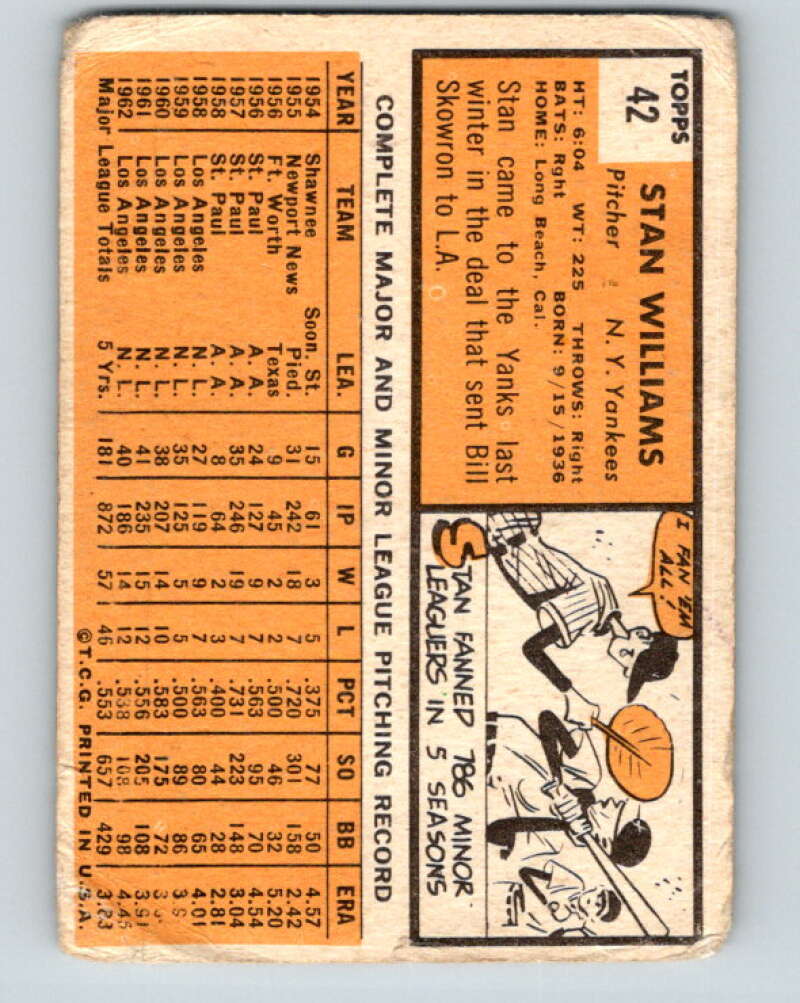 TOPPS
42
STAN WILLIAMS
Pitcher N. Y. Yankees
HT: 6:04 WT: 225 THROWS: Right
BATS: Rght BORN: 9/15/1936
HOME: Long Beach, Cal.
Stan came to the Yanks last
winter in the deal that sent Bill
Skowron to L.A.
I FAN 'EM
ALL!
STAN FANNED 786 MINOR
LEAGUERS IN 5 SEASONS
COMPLETE MAJOR AND MINOR LEAGUE PITCHING RECORD
YEAR TEAM LEA. G IP W L PCT SO BB ERA
1954 Shawnee Soon. St. 15 61 3 5 .375 77 50 4.57
1955 Newport News Pied. 31 242 18 7 .720 301 158 2.42
1956 Ft. Worth Texas 9 45 2 2 .500 46 32 5.20
1956 St. Paul A. A. 24 127 9 7 .563 95 70 4.54
1957 St. Paul A. A. 35 246 19 7 .731 223 148 3.04
1958 St. Paul A. A. 8 64 2 3 .400 44 28 2.81
1958 Los Angeles N. L. 27 119 9 7 .563 80 65 4.01
1959 Los Angeles N. L. 35 125 5 5 .500 89 86
1960 Los Angeles N. L. 38 207 14 10 .583 175 72
1961 Los Angeles N. L. 41 235 15 12 .556 205 108 3.91
1962 Los Angeles N. L. 40 186 14 12 .538 108 98 4.45
Major League Totals 5 Yrs. 181 872 57 46 .553 657 429 3.83
©T.C.G. PRINTED IN U.S.A.